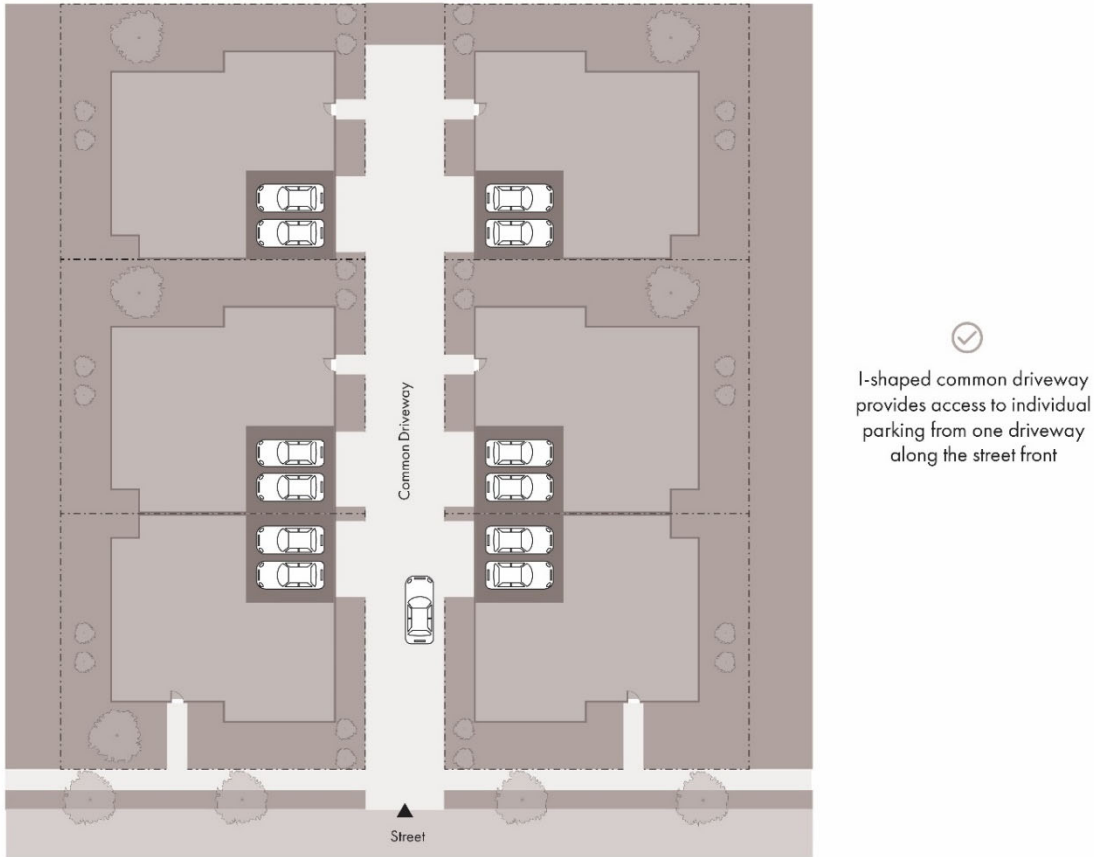 Common Driveway
I-shaped common driveway
provides access to individual
parking from one driveway
along the street front
Street